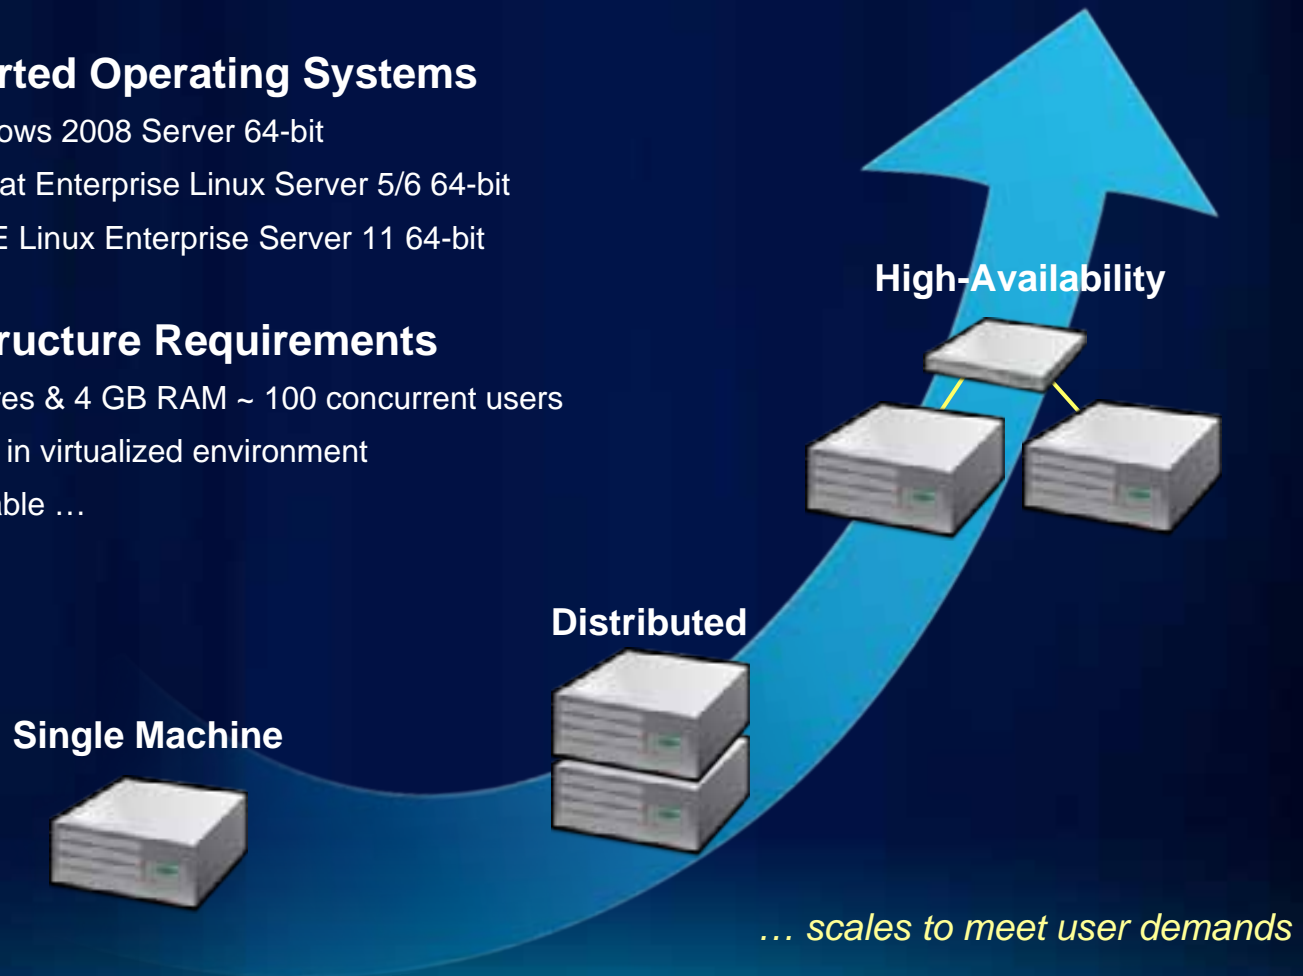 rted Operating Systems
ows 2008 Server 64-bit
at Enterprise Linux Server 5/6 64-bit
E Linux Enterprise Server 11 64-bit
High-Availability
ructure Requirements
res & 4 GB RAM ~ 100 concurrent users
in virtualized environment
able …
Distributed
Single Machine
… scales to meet user demands